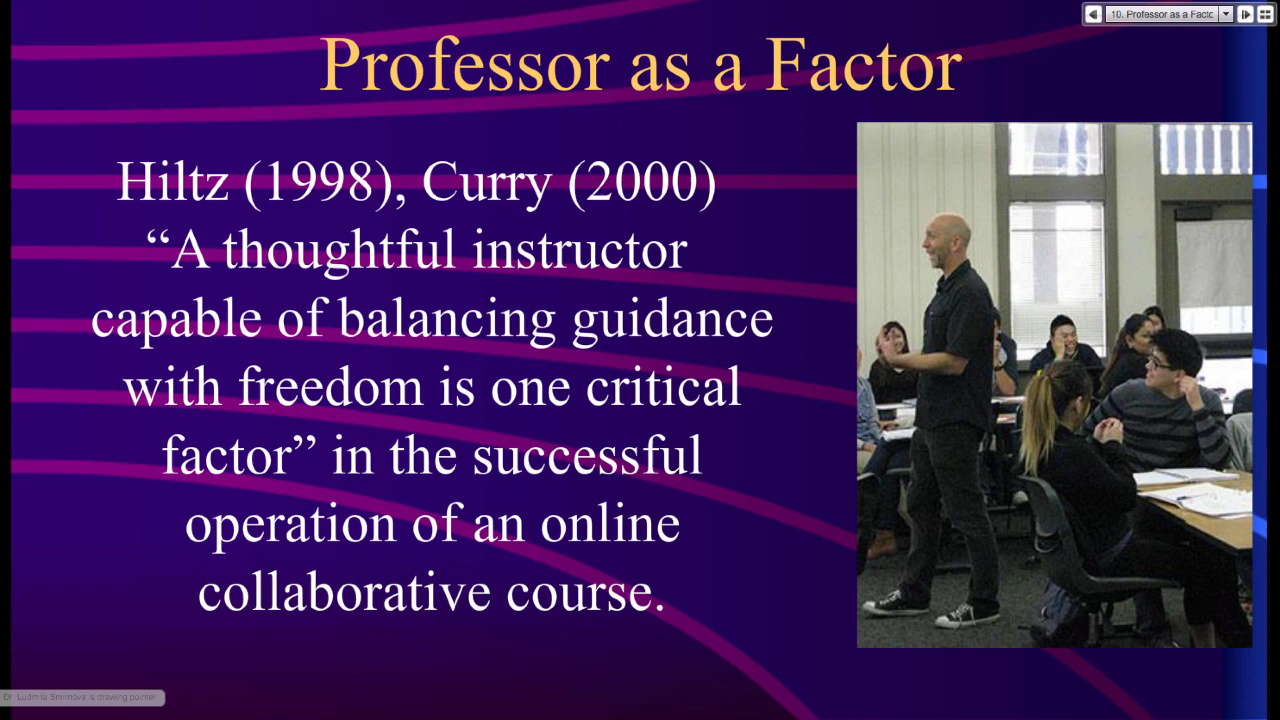 10. Professor as a Factc
Professor as a Factor
Hiltz (1998), Curry (2000)
“A thoughtful instructor
capable of balancing guidance
with freedom is one critical
factor” in the successful
operation of an online
collaborative course.
Dr. Ludmila Smirnova is drawing pointer